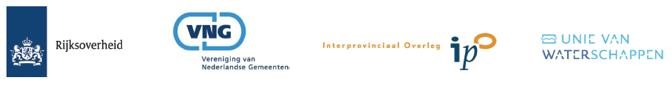 Rijksoverheid
VNG
Vereniging van
Nederlandse Gemeenten
Interprovinciaal Overleg
ipo
UNIE VAN
WATERSCHAPPEN